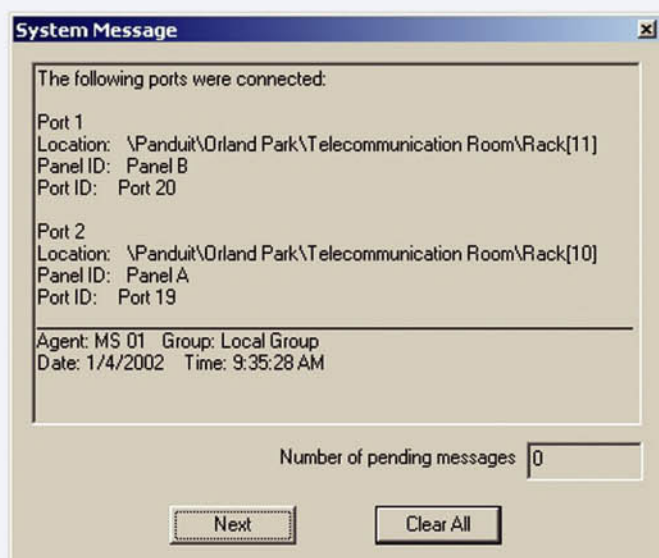 System Message
The following ports were connected:
Port 1
Location: \Panduit\Orland Park\Telecommunication Room\Rack[11]
Panel ID: Panel B
Port ID: Port 20
Port 2
Location: \Panduit\Orland Park\Telecommunication Room\Rack[10]
Panel ID: Panel A
Port ID: Port 19
Agent: MS 01 Group: Local Group
Date: 1/4/2002 Time: 9:35:28 AM
Number of pending messages 0
Next Clear All